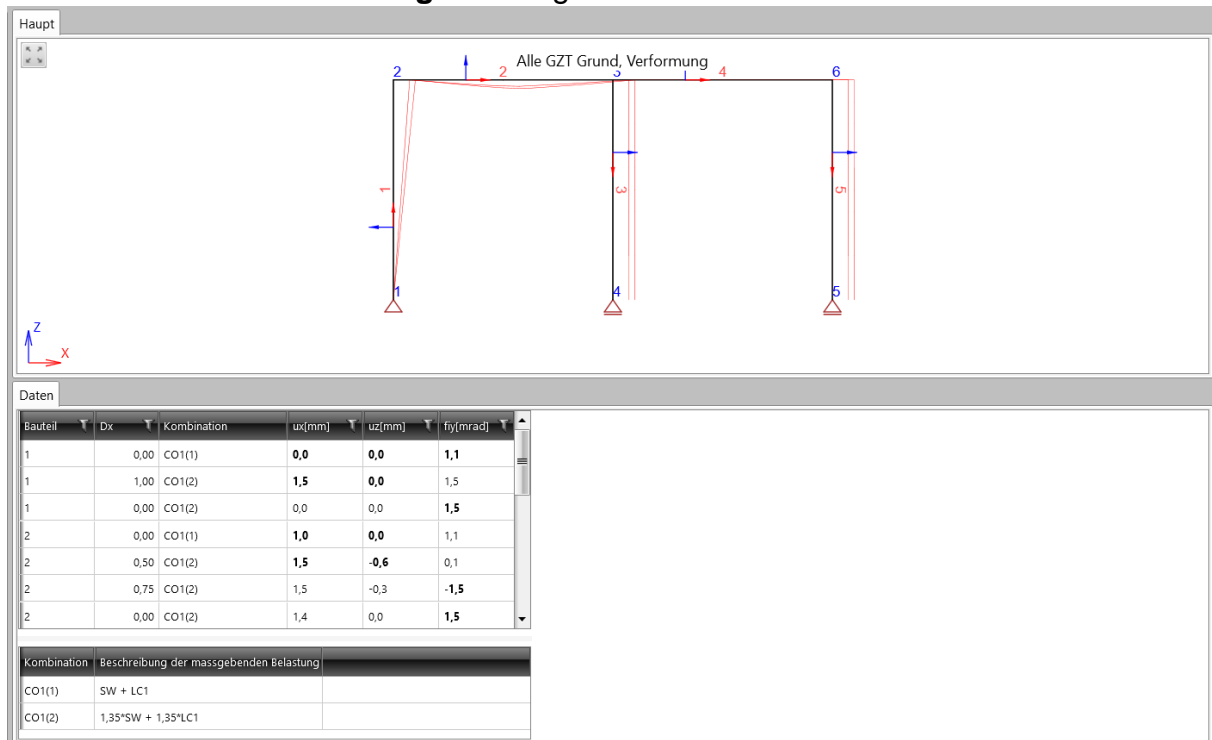 g
Haupt
Alle GZT Grund, Verformung
2 2 3 4 6
1 3 5
1 4 5
Z
X
Daten
Bauteil Dx Kombination ux[mm] uz[mm] fiy[mrad]
1 0,00 CO1(1) 0,0 0,0 1,1
1 1,00 CO1(2) 1,5 0,0 1,5
1 0,00 CO1(2) 0,0 0,0 1,5
2 0,00 CO1(1) 1,0 0,0 1,1
2 0,50 CO1(2) 1,5 -0,6 0,1
2 0,75 CO1(2) 1,5 -0,3 -1,5
2 0,00 CO1(2) 1,4 0,0 1,5
Kombination Beschreibung der massgebenden Belastung
CO1(1) SW + LC1
CO1(2) 1,35*SW + 1,35*LC1